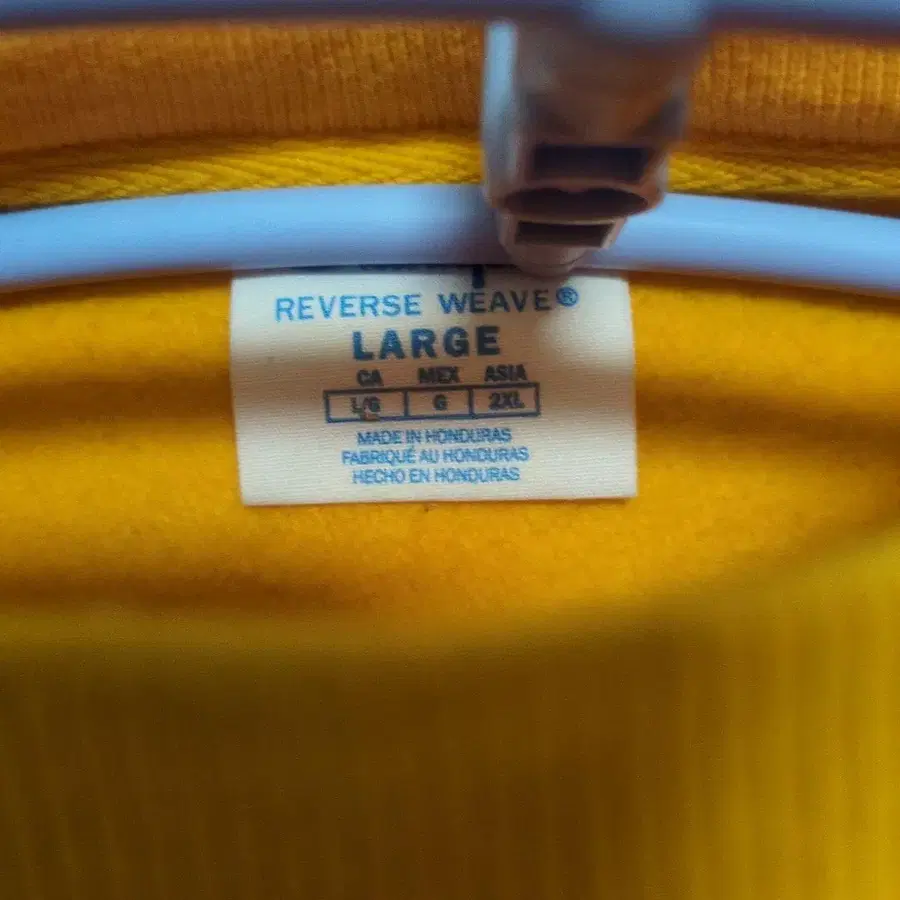 REVERSE WEAVE®
LARGE
CA MEX ASIA
L/G G 2XL
MADE IN HONDURAS
FABRIQUÉ AU HONDURAS
HECHO EN HONDURAS